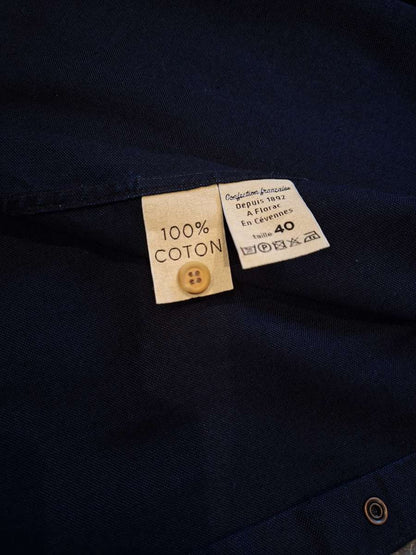 100%
COTON
Confection française
Depuis 1892
A Florac
En Cévennes
taille 40